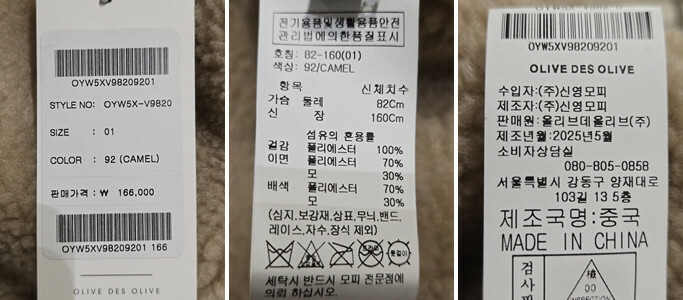 OYW5XV98209201
STYLE NO: OYW5X-V9820
SIZE : 01
COLOR : 92 (CAMEL)
판매가격 : ₩ 166,000
OYW5XV98209201 166
OLIVE DES OLIVE
전기용품및생활용품안전
관리법에의한품질표시
호칭: 82-160(01)
색상: 92/CAMEL
항목 신체치수
가슴 둘레 82Cm
신 장 160Cm
섬유의 혼용률
겉감 폴리에스터 100%
이면 폴리에스터 70%
모 30%
배색 폴리에스터 70%
모 30%
(심지,보강재,상표,무늬,밴드,
레이스,자수,장식 제외)
세탁시 반드시 모피 전문점에
의뢰 하십시오.
OYW5XV98209201
OLIVE DES OLIVE
수입자:(주)신영모피
제조자:(주)신영모피
판매원:올리브데올리브(주)
제조년월:2025년5월
소비자상담실
080-805-0858
서울특별시 강동구 양재대로
103길 13 5층
제조국명:중국
MADE IN CHINA
검
사
필
00